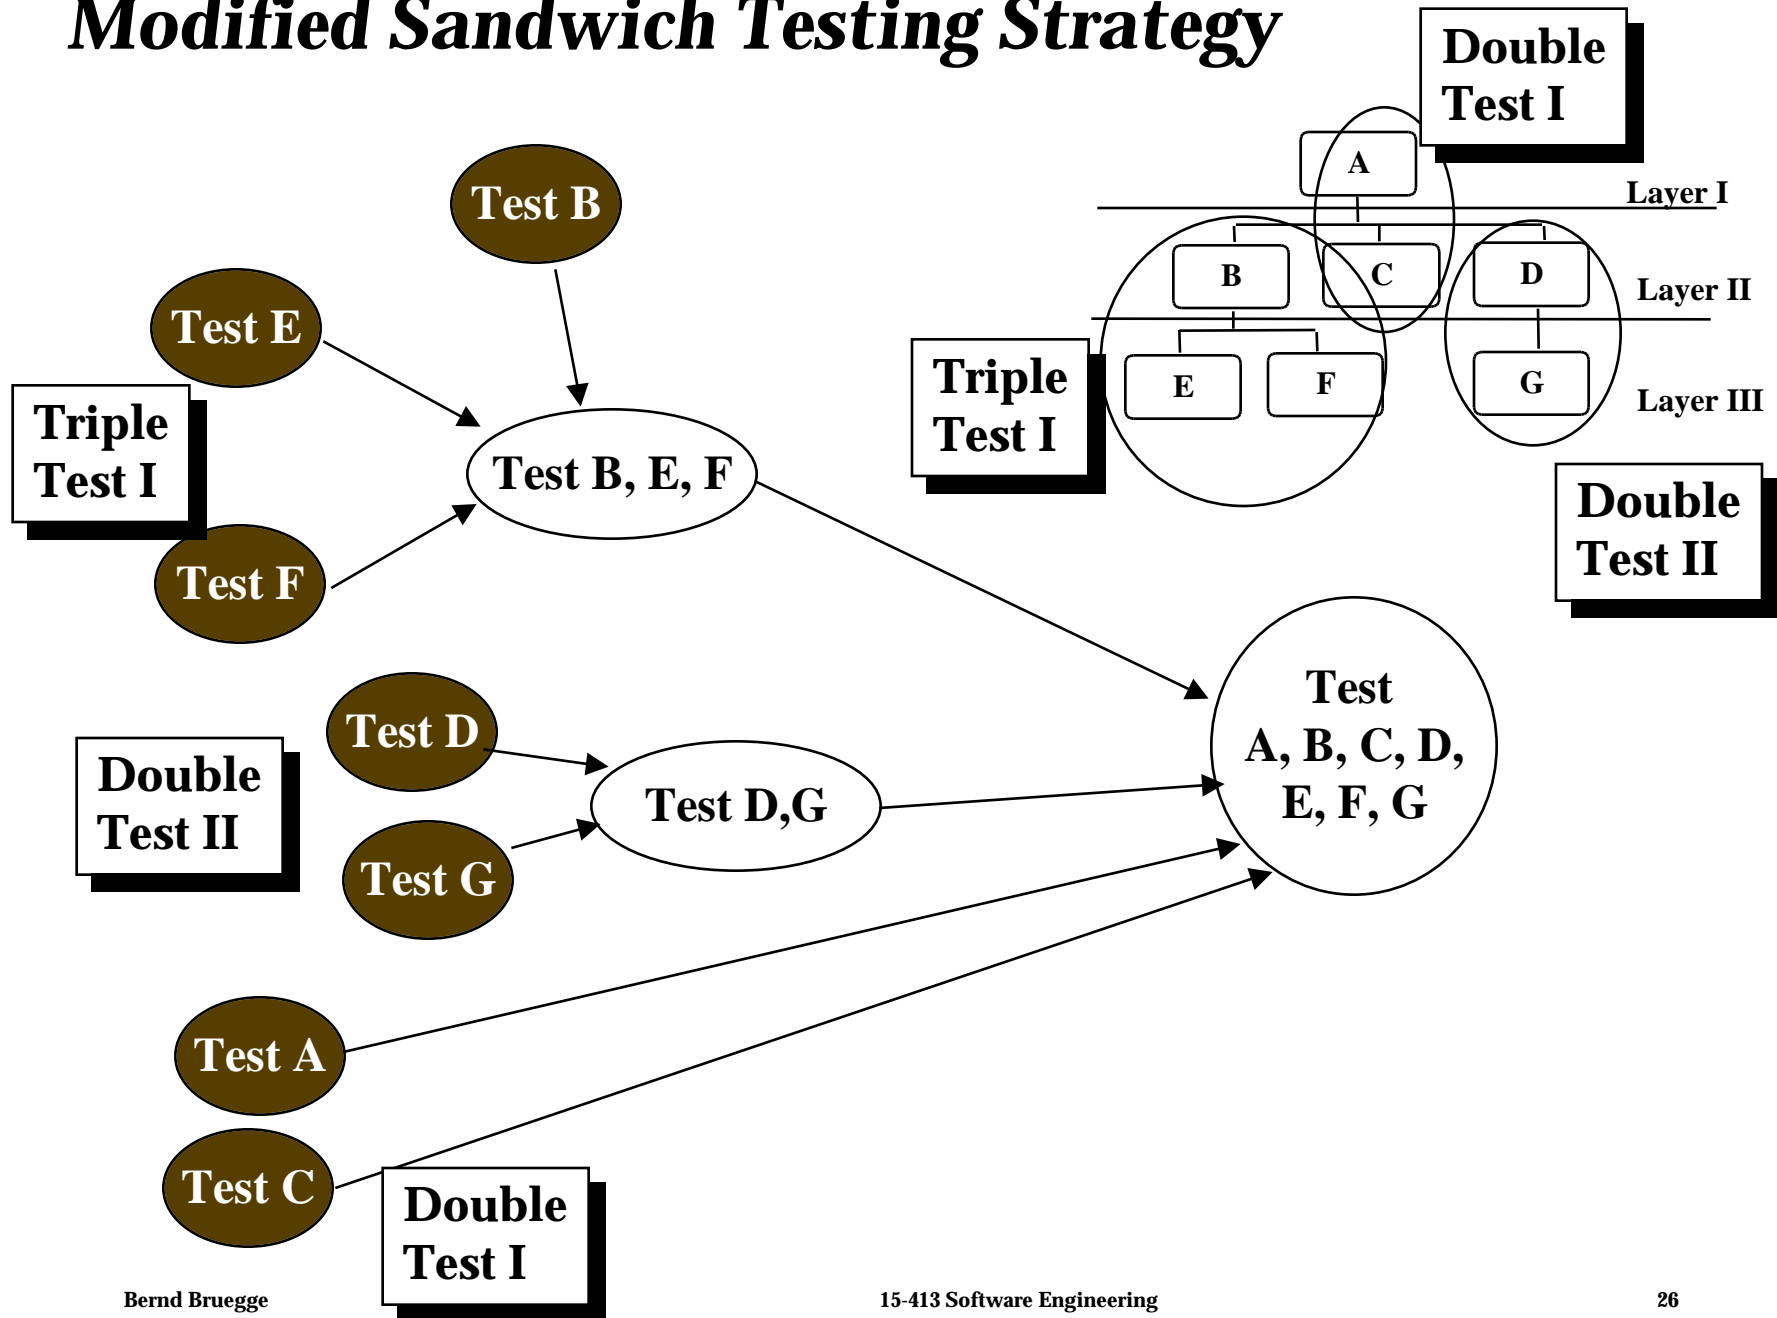 Modified Sandwich Testing Strategy
Double
Test I
A
Layer I
B
C
D
Layer II
E
F
G
Layer III
Triple
Test I
Double
Test II
Test B
Test E
Triple
Test I
Test B, E, F
Test F
Test D
Double
Test II
Test D,G
Test G
Test
A, B, C, D,
E, F, G
Test A
Test C
Double
Test I
Bernd Bruegge
15-413 Software Engineering
26